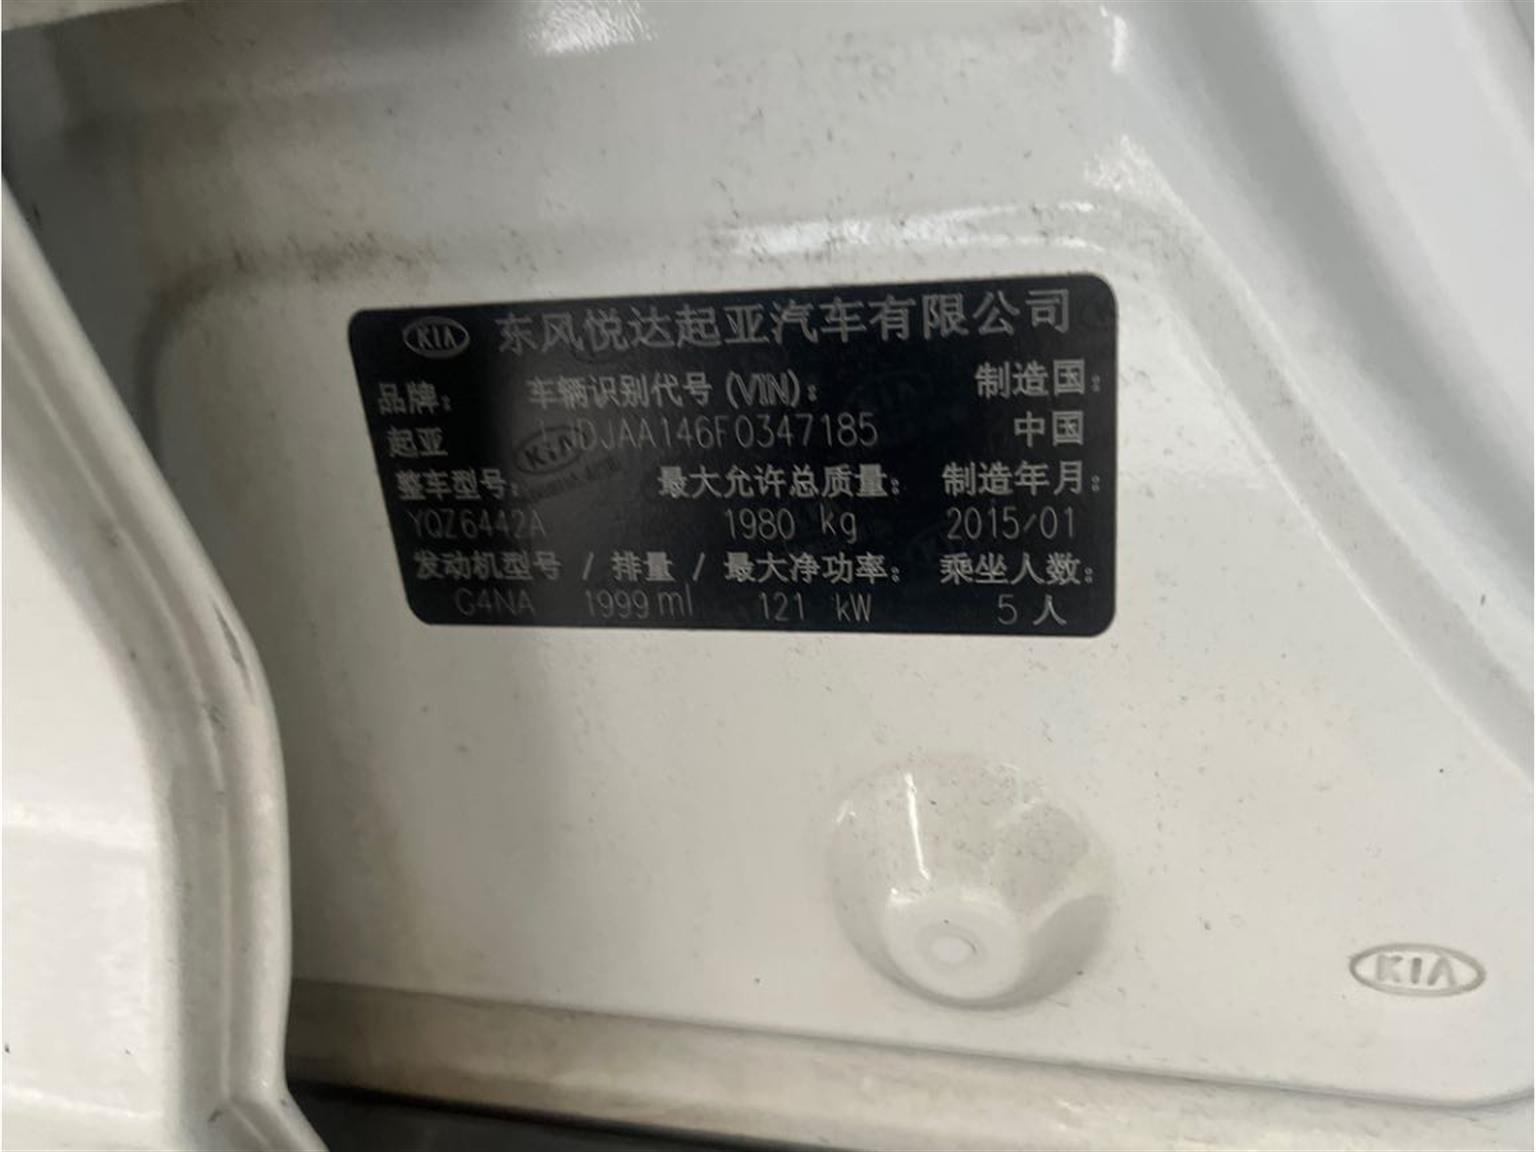 KIA 东风悦达起亚汽车有限公司
品牌: 车辆识别代号(VIN): 制造国:
起亚 DJAA146F0347185 中国
整车型号: 最大允许总质量: 制造年月:
YQZ6442A 1980 kg 2015/01
发动机型号 / 排量 / 最大净功率: 乘坐人数:
G4NA 1999ml 121 kW 5人
KIA
KIA